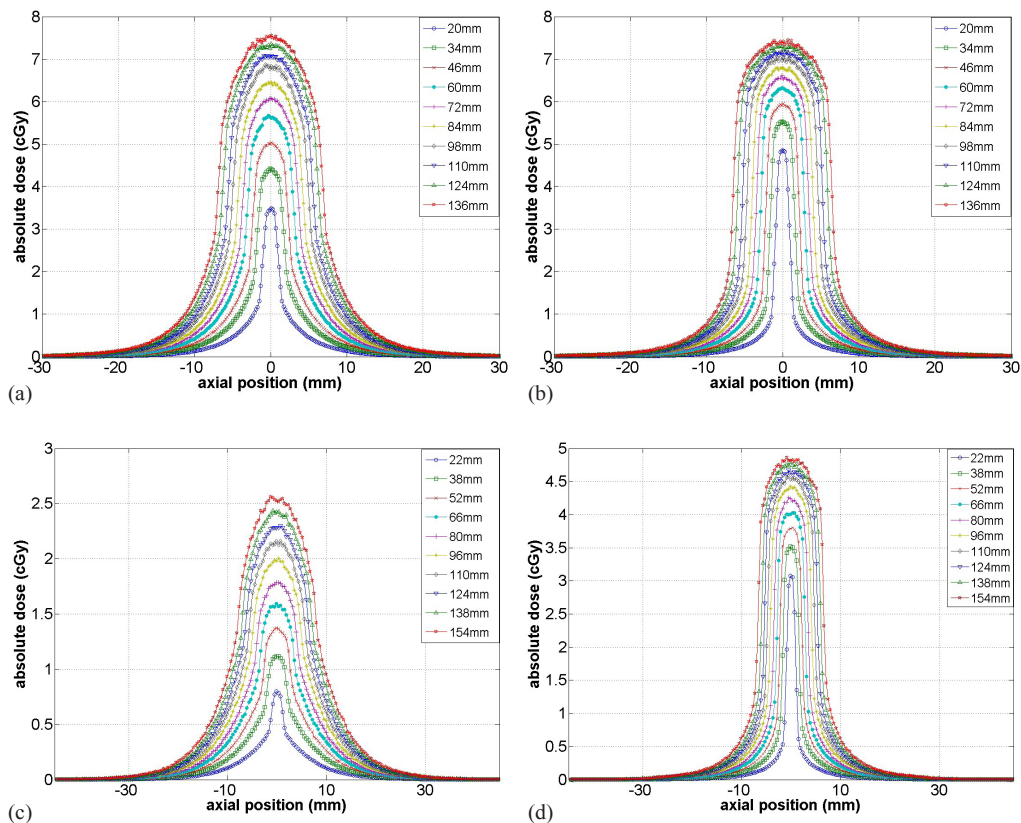 8
7
6
5
4
3
2
1
0
absolute dose (cGy)
-30 -20 -10 0 10 20 30
axial position (mm)
20mm
34mm
46mm
60mm
72mm
84mm
98mm
110mm
124mm
136mm
(a)
8
7
6
5
4
3
2
1
0
absolute dose (cGy)
-30 -20 -10 0 10 20 30
axial position (mm)
20mm
34mm
46mm
60mm
72mm
84mm
98mm
110mm
124mm
136mm
(b)
3
2.5
2
1.5
1
0.5
0
absolute dose (cGy)
-30 -10 10 30
axial position (mm)
22mm
38mm
52mm
66mm
80mm
96mm
110mm
124mm
138mm
154mm
(c)
5
4.5
4
3.5
3
2.5
2
1.5
1
0.5
0
absolute dose (cGy)
-30 -10 10 30
axial position (mm)
22mm
38mm
52mm
66mm
80mm
96mm
110mm
124mm
138mm
154mm
(d)